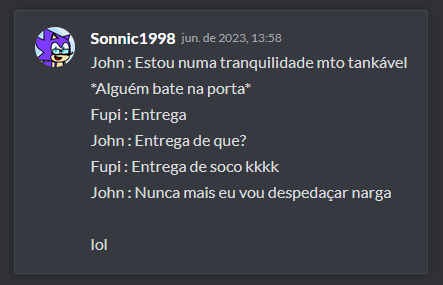 Sonnic1998 jun. de 2023, 13:58
John : Estou numa tranquilidade mto tankável
*Alguém bate na porta*
Fupi : Entrega
John : Entrega de que?
Fupi : Entrega de soco kkkk
John : Nunca mais eu vou despedaçar narga
lol